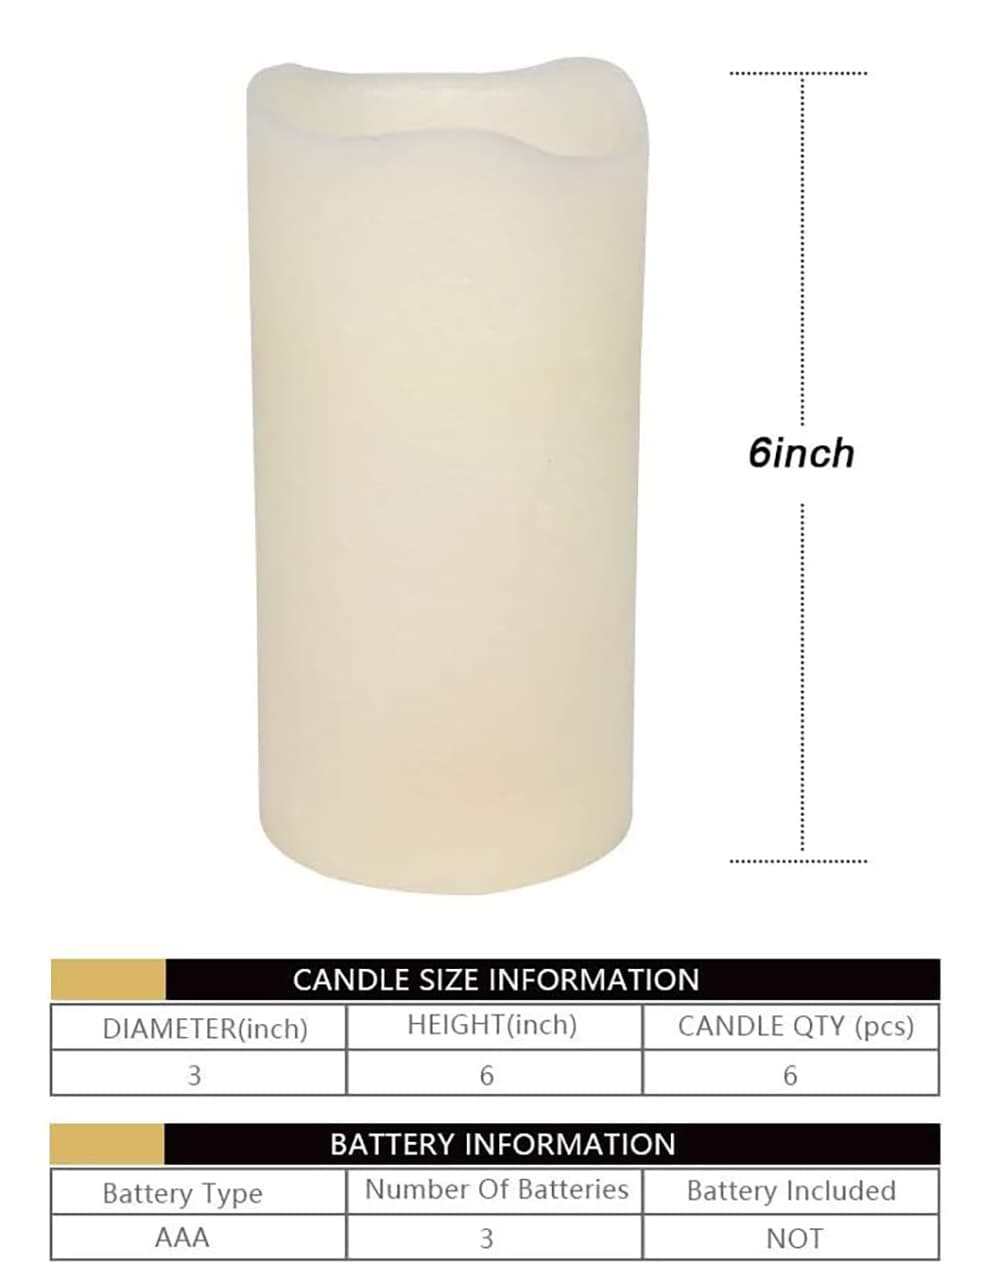 6inch
CANDLE SIZE INFORMATION
DIAMETER(inch) HEIGHT(inch) CANDLE QTY (pcs)
3 6 6
BATTERY INFORMATION
Battery Type Number Of Batteries Battery Included
AAA 3 NOT